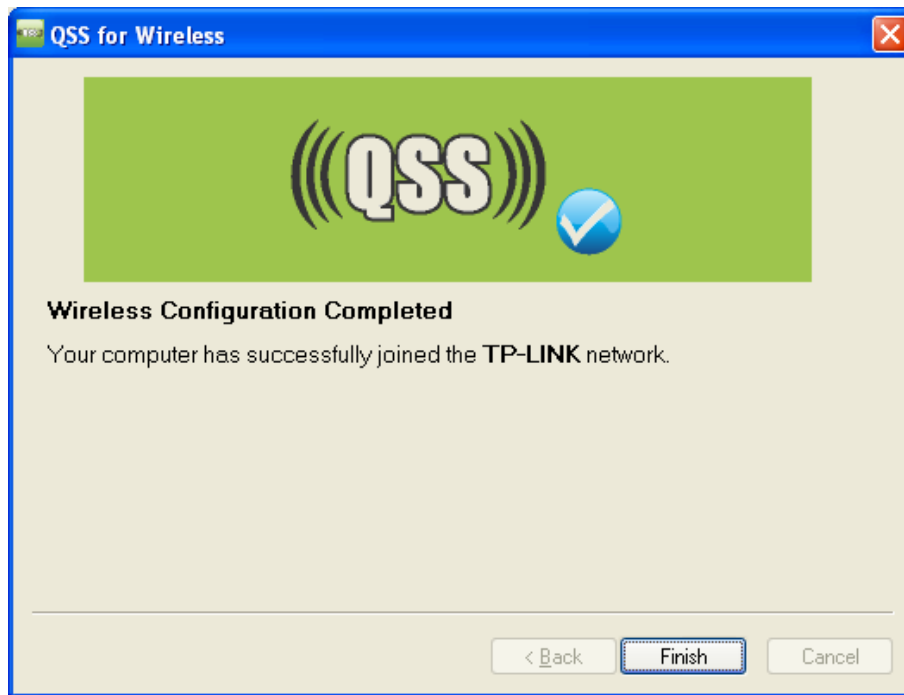 QSS for Wireless
(((QSS)))
Wireless Configuration Completed
Your computer has successfully joined the TP-LINK network.
< Back
Finish
Cancel